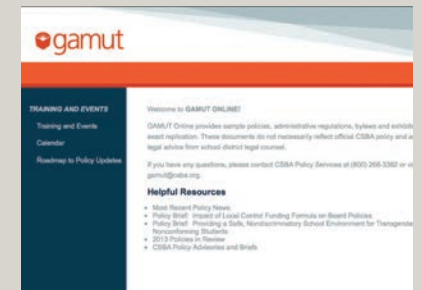 gamut
TRAINING AND EVENTS
Training and Events
Calendar
Roadmap to Policy Updates
Welcome to GAMUT ONLINE!
GAMUT Online provides sample policies, administrative regulations, bylaws and exhibits
exact replication. These documents do not necessarily reflect official CSBA policy and a
legal advice from school district legal counsel.
If you have any questions, please contact CSBA Policy Services at (800) 266-3382 or vi
gamut@csba.org.
Helpful Resources
Most Recent Policy News
Policy Brief: Impact of Local Control Funding Formula on Board Policies
Policy Brief: Providing a Safe, Nondiscriminatory School Environment for Transgende
Nonconforming Students
2013 Policies in Review
CSBA Policy Advisories and Briefs